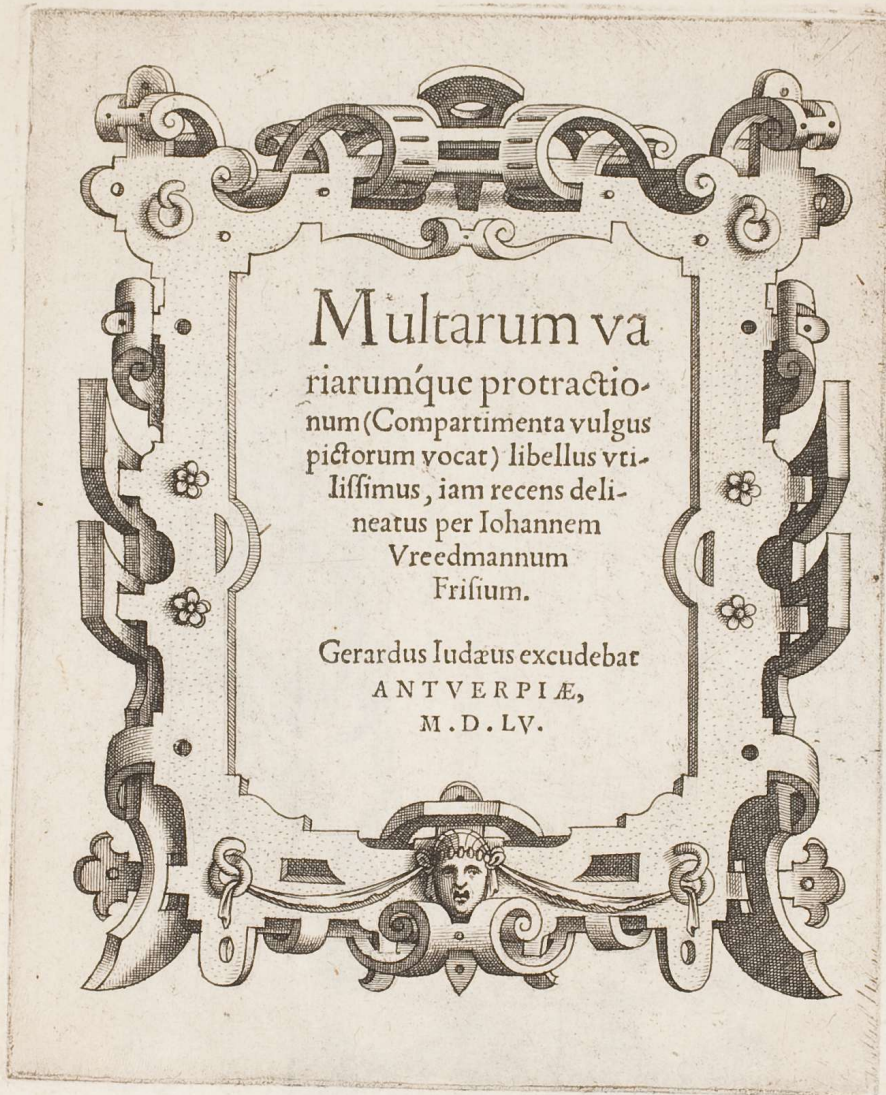 Multarum va
riarumq́ue protractio-
num (Compartimenta vulgus
pictorum vocat) libellus vti-
liſſimus, iam recens deli-
neatus per Iohannem
Vreedmannum
Friſium.
Gerardus Iudæus excudebat
ANTVERPIÆ,
M.D.LV.